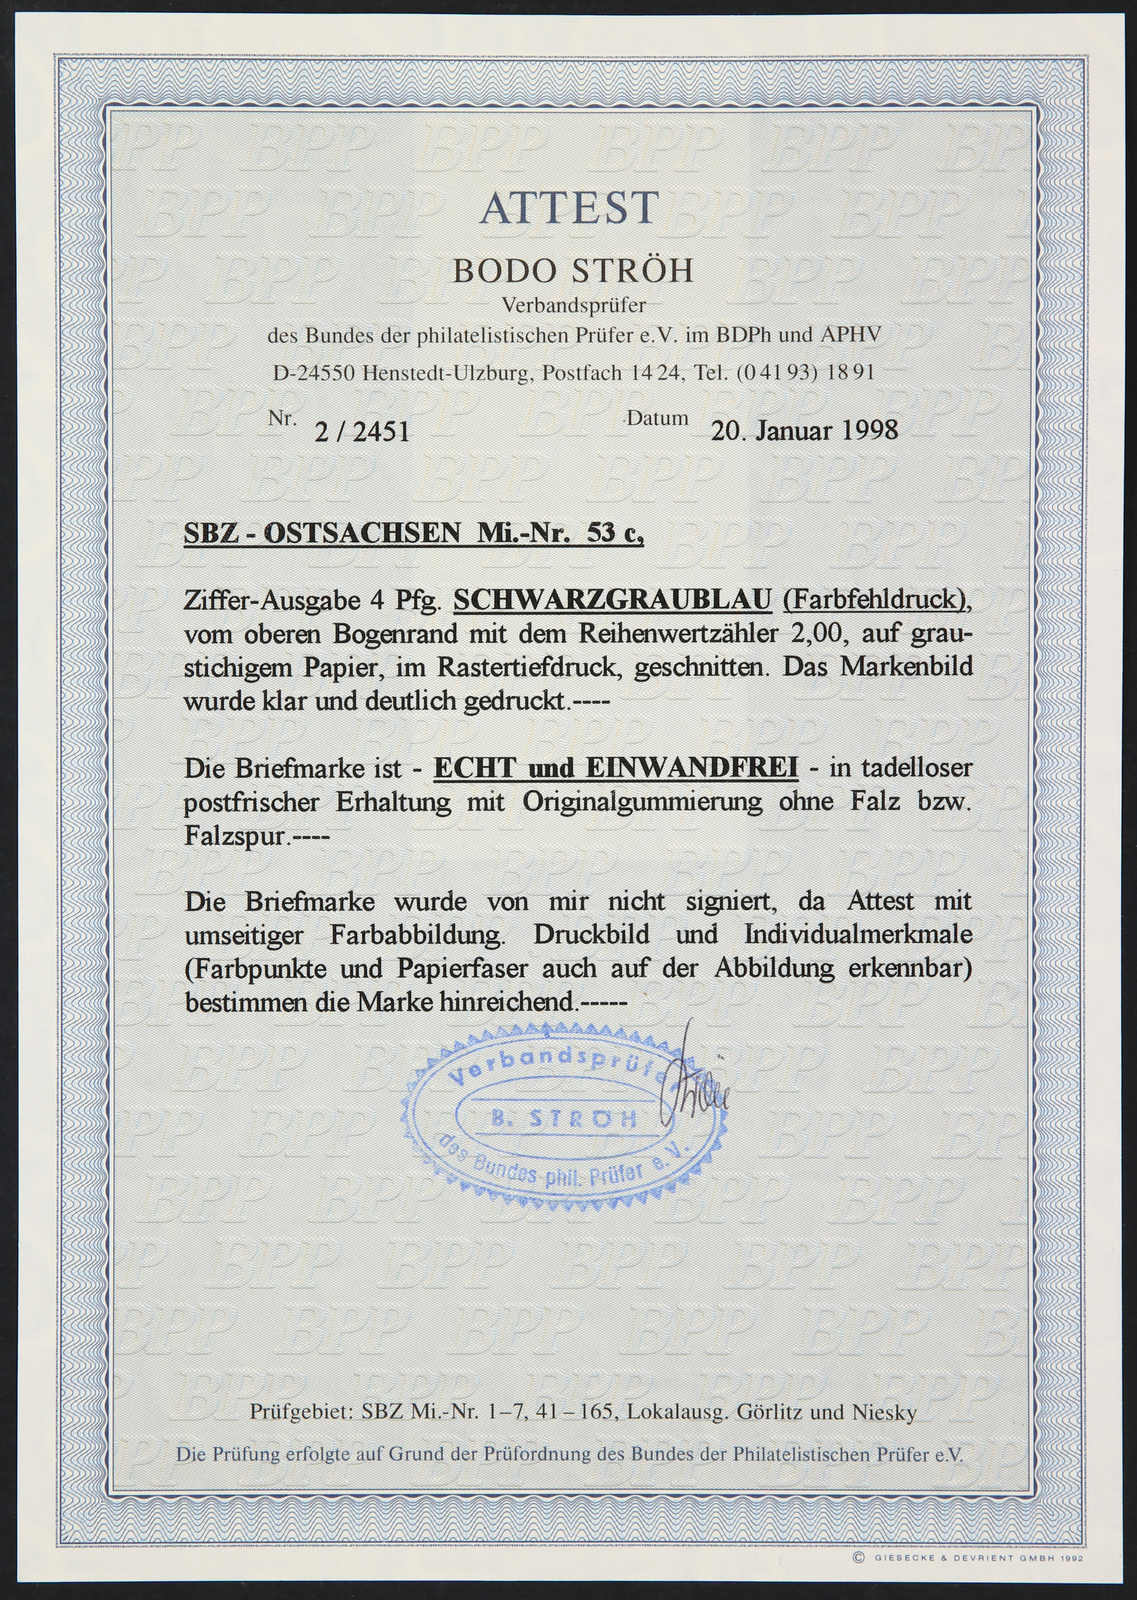 ATTEST
BODO STRÖH
Verbandsprüfer
des Bundes der philatelistischen Prüfer e.V. im BDPh und APHV
D-24550 Henstedt-Ulzburg, Postfach 14 24, Tel. (0 41 93) 18 91
Nr. 2 / 2451 Datum 20. Januar 1998
SBZ - OSTSACHSEN Mi.-Nr. 53 c,
Ziffer-Ausgabe 4 Pfg. SCHWARZGRAUBLAU (Farbfehldruck),
vom oberen Bogenrand mit dem Reihenwertzähler 2,00, auf grau-
stichigem Papier, im Rastertiefdruck, geschnitten. Das Markenbild
wurde klar und deutlich gedruckt.----
Die Briefmarke ist - ECHT und EINWANDFREI - in tadelloser
postfrischer Erhaltung mit Originalgummierung ohne Falz bzw.
Falzspur.----
Die Briefmarke wurde von mir nicht signiert, da Attest mit
umseitiger Farbabbildung. Druckbild und Individualmerkmale
(Farbpunkte und Papierfaser auch auf der Abbildung erkennbar)
bestimmen die Marke hinreichend.-----
Verbandsprüfer
B. STRÖH
des Bundes phil. Prüfer e.V.
Prüfgebiet: SBZ Mi.-Nr. 1–7, 41 – 165, Lokalausg. Görlitz und Niesky
Die Prüfung erfolgte auf Grund der Prüfordnung des Bundes der Philatelistischen Prüfer e.V.
© GIESECKE & DEVRIENT GMBH 1992